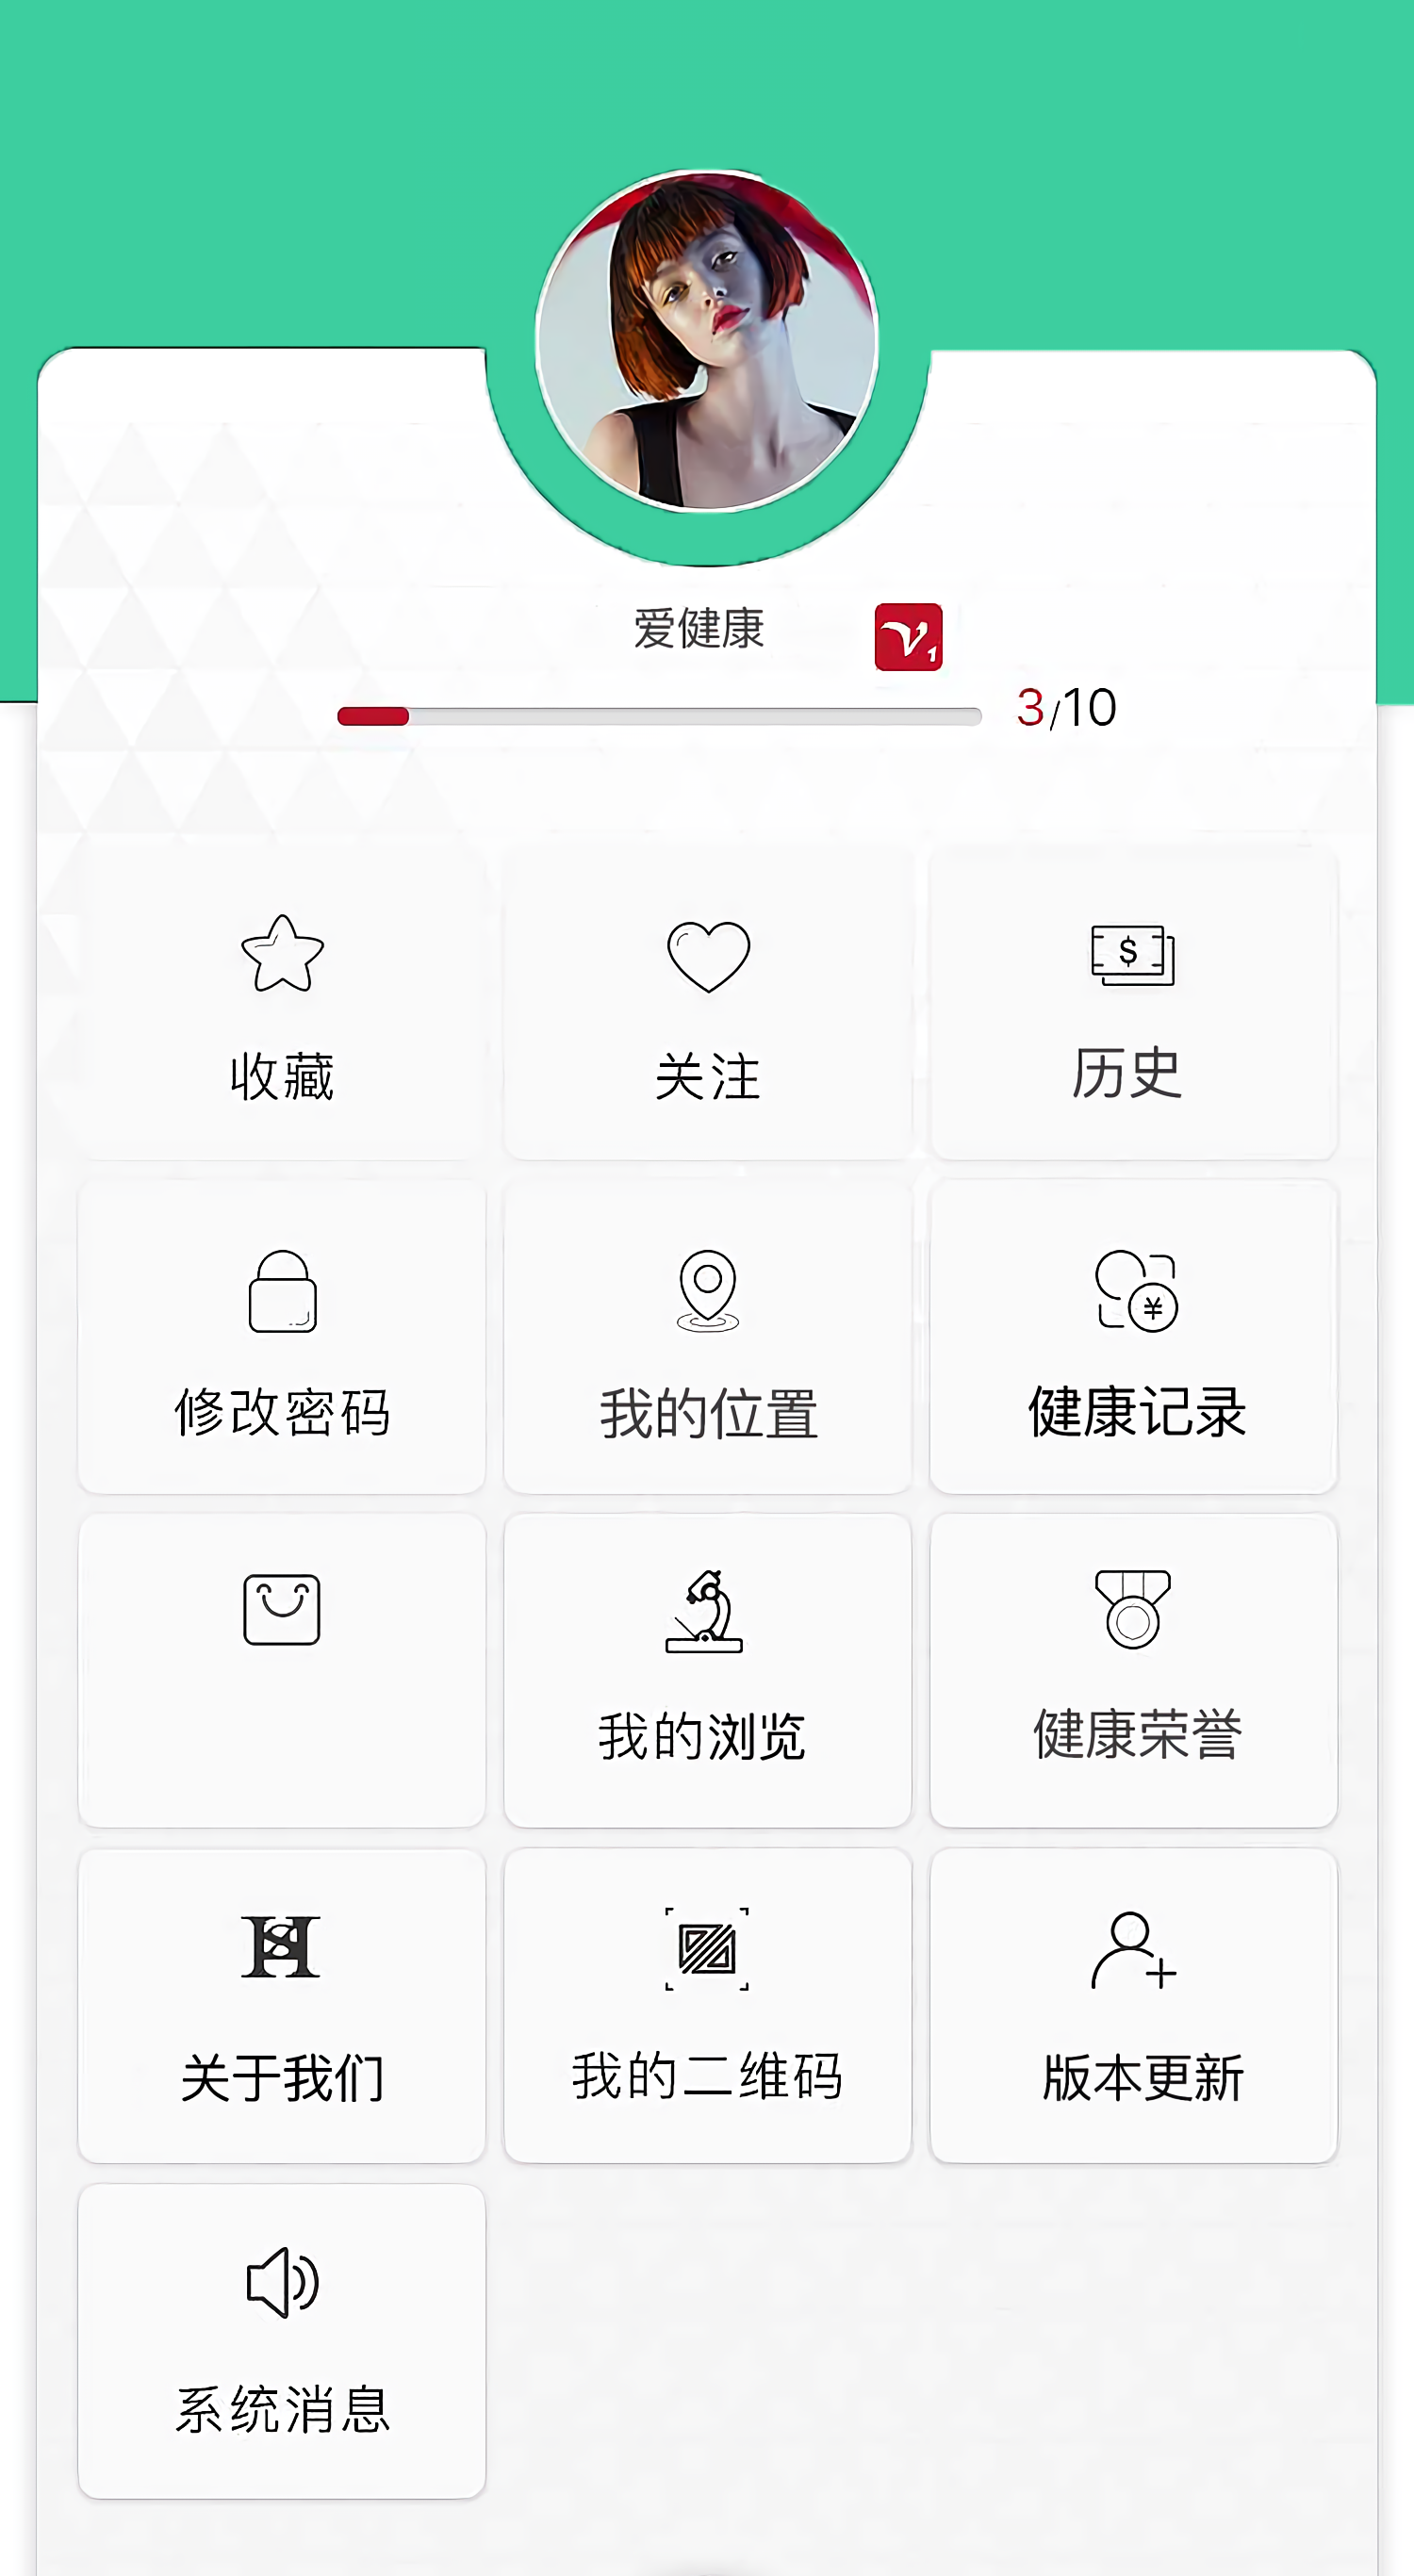 爱健康
V1
3/10
收藏
关注
历史
修改密码
我的位置
健康记录
我的浏览
健康荣誉
关于我们
我的二维码
版本更新
系统消息